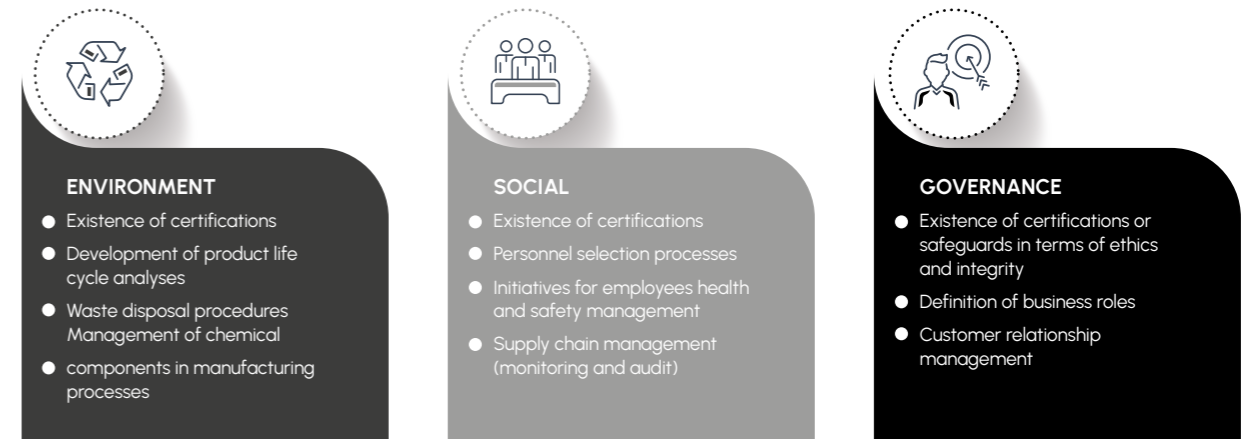 ENVIRONMENT
Existence of certifications
Development of product life
cycle analyses
Waste disposal procedures
Management of chemical
components in manufacturing
processes
SOCIAL
Existence of certifications
Personnel selection processes
Initiatives for employees health
and safety management
Supply chain management
(monitoring and audit)
GOVERNANCE
Existence of certifications or
safeguards in terms of ethics
and integrity
Definition of business roles
Customer relationship
management